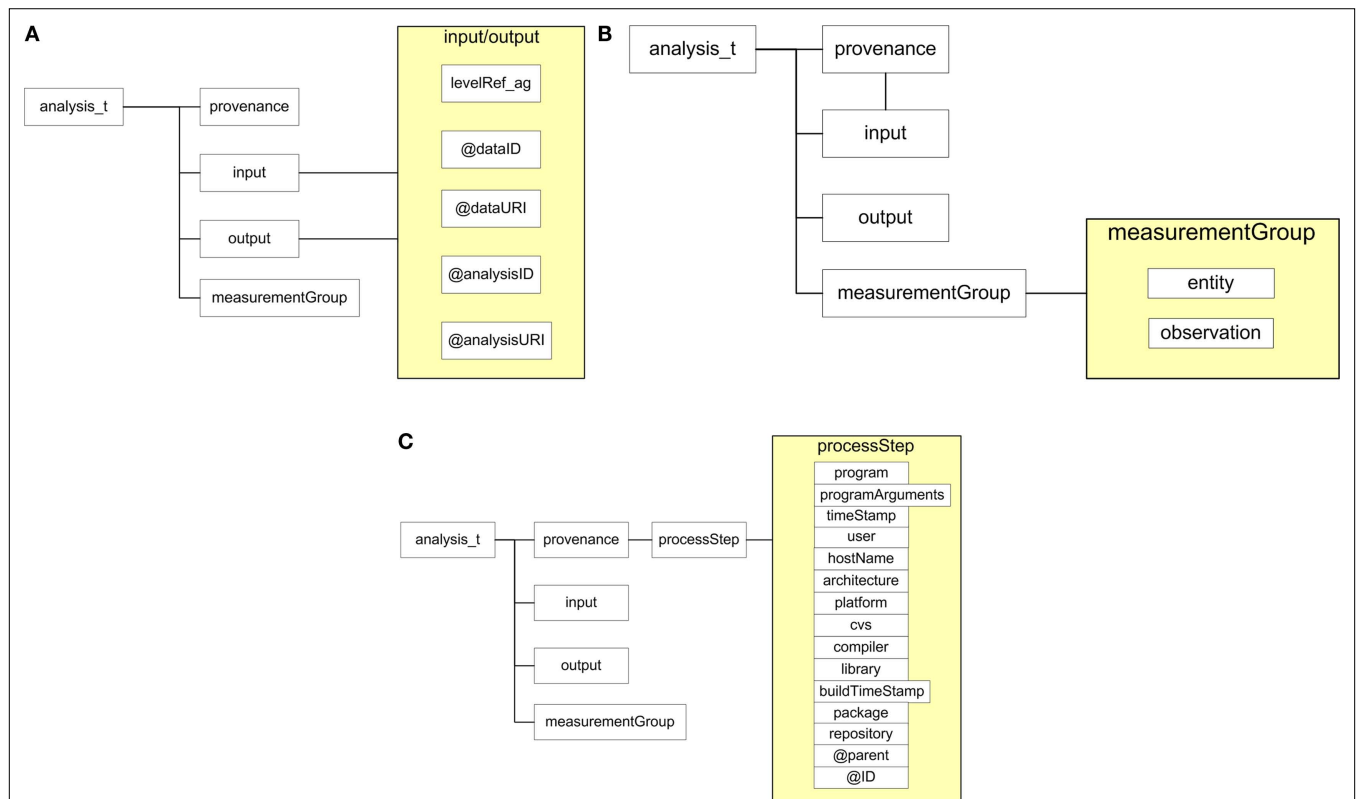 A
analysis_t
provenance
input
output
measurementGroup
input/output
levelRef_ag
@dataID
@dataURI
@analysisID
@analysisURI
B
analysis_t
provenance
input
output
measurementGroup
measurementGroup
entity
observation
C
analysis_t
provenance
processStep
input
output
measurementGroup
processStep
program
programArguments
timeStamp
user
hostName
architecture
platform
cvs
compiler
library
buildTimeStamp
package
repository
@parent
@ID